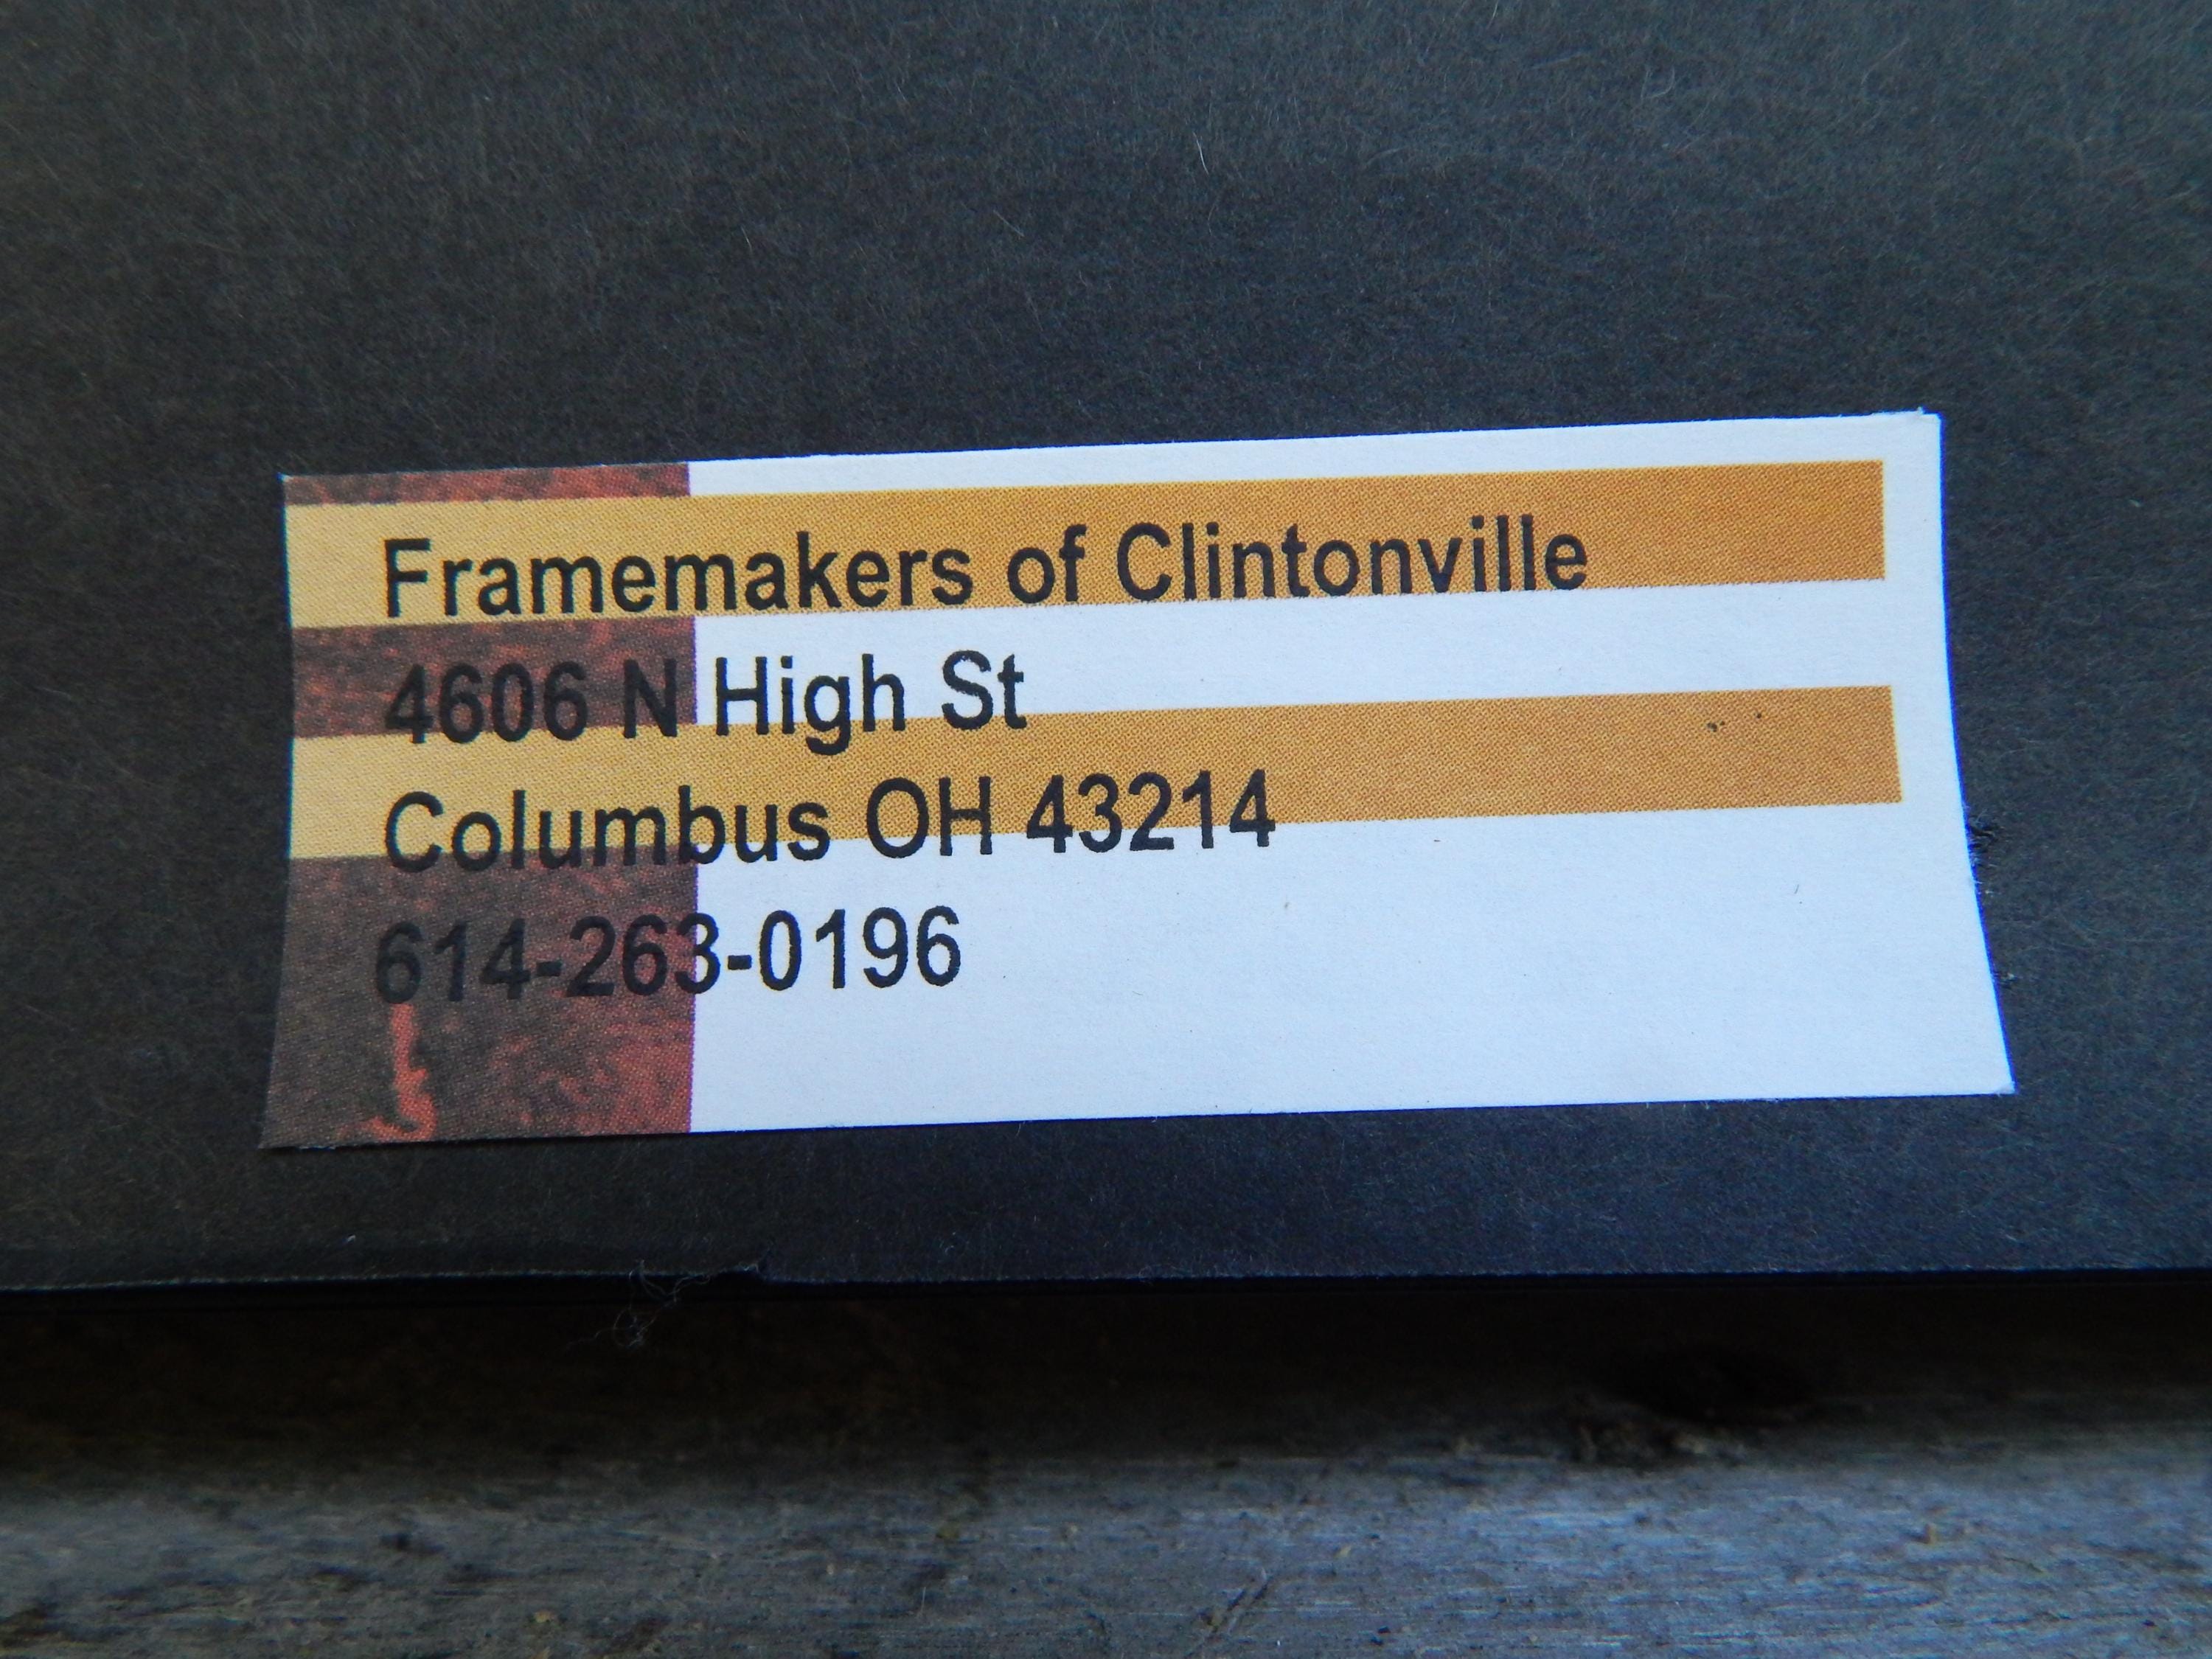 Framemakers of Clintonville
4606 N High St
Columbus OH 43214
614-263-0196